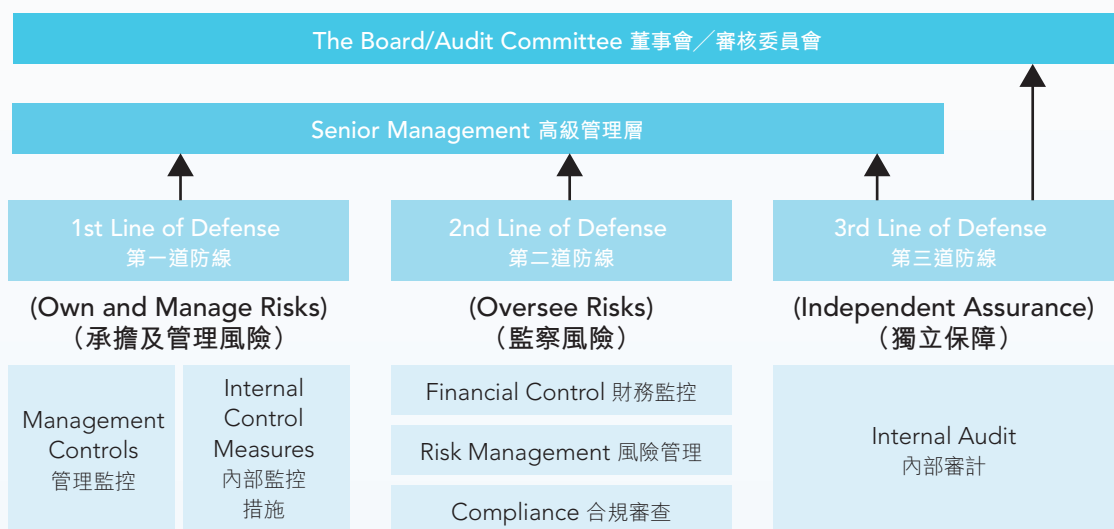 The Board/Audit Committee 董事會／審核委員會
Senior Management 高級管理層
1st Line of Defense
第一道防線
(Own and Manage Risks)
（承擔及管理風險）
Management
Controls
管理監控
Internal
Control
Measures
內部監控
措施
2nd Line of Defense
第二道防線
(Oversee Risks)
（監察風險）
Financial Control 財務監控
Risk Management 風險管理
Compliance 合規審查
3rd Line of Defense
第三道防線
(Independent Assurance)
（獨立保障）
Internal Audit
內部審計